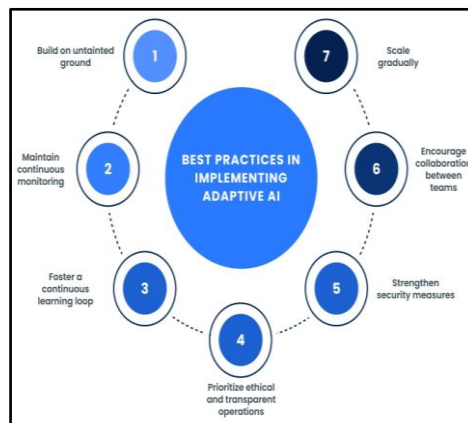 BEST PRACTICES IN
IMPLEMENTING
ADAPTIVE AI
1
Build on untainted
ground
2
Maintain
continuous
monitoring
3
Foster a
continuous
learning loop
4
Prioritize ethical
and transparent
operations
5
Strengthen
security measures
6
Encourage
collaboration
between
teams
7
Scale
gradually